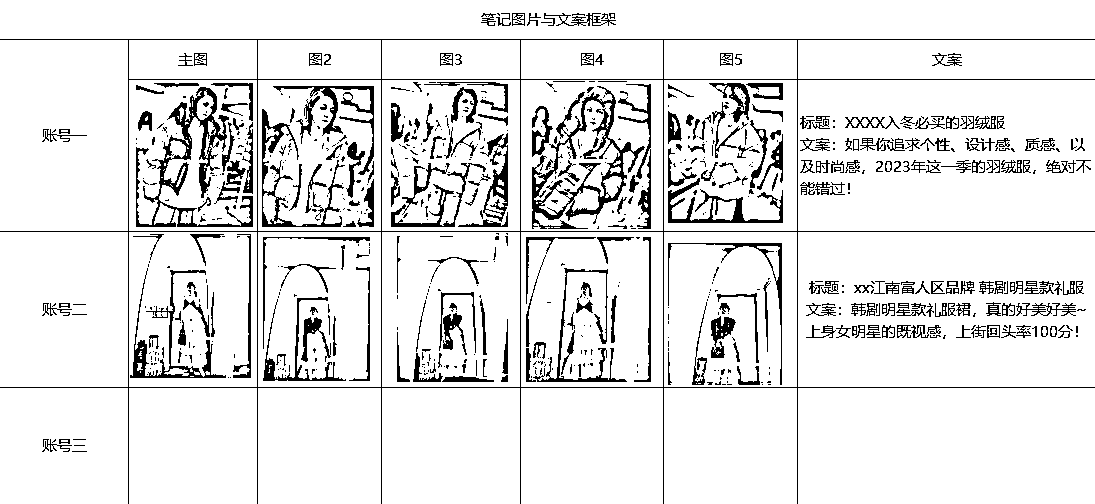 笔记图片与文案框架
主图
图2
图3
图4
图5
文案
账号一
标题：XXXX入冬必买的羽绒服
文案：如果你追求个性、设计感、质感、以
及时尚感，2023年这一季的羽绒服，绝对不
能错过！
账号二
标题：xx江南富人区品牌 韩剧明星款礼服
文案：韩剧明星款礼服裙，真的好美好美~
上身女明星的既视感，上街回头率100分！
账号三